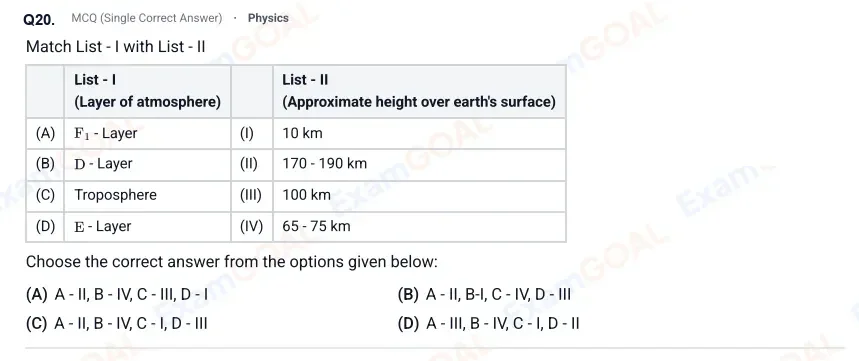 Q20. MCQ (Single Correct Answer) · Physics
Match List - I with List - II
List - I
(Layer of atmosphere)
List - II
(Approximate height over earth's surface)
(A) F₁ - Layer (I) 10 km
(B) D - Layer (II) 170 - 190 km
(C) Troposphere (III) 100 km
(D) E - Layer (IV) 65 - 75 km
Choose the correct answer from the options given below:
(A) A - II, B - IV, C - III, D - I (B) A - II, B-I, C - IV, D - III
(C) A - II, B - IV, C - I, D - III (D) A - III, B - IV, C - I, D - II
ExamGOAL